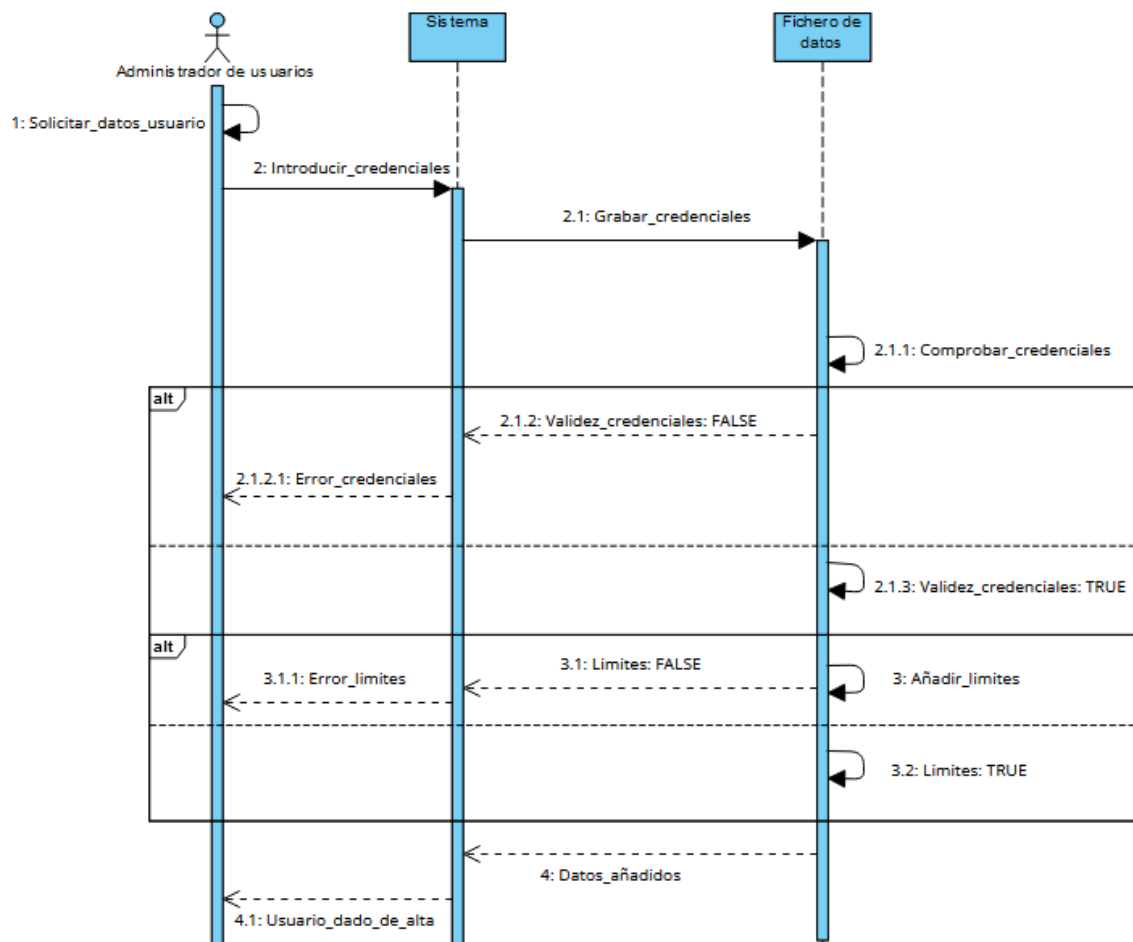 Sistema
Fichero de
datos
Administrador de usuarios
1: Solicitar_datos_usuario
2: Introducir_credenciales
2.1: Grabar_credenciales
2.1.1: Comprobar_credenciales
alt
2.1.2: Validez_credenciales: FALSE
2.1.2.1: Error_credenciales
2.1.3: Validez_credenciales: TRUE
alt
3.1: Limites: FALSE
3.1.1: Error_limites
3: Añadir_limites
3.2: Limites: TRUE
4: Datos_añadidos
4.1: Usuario_dado_de_alta